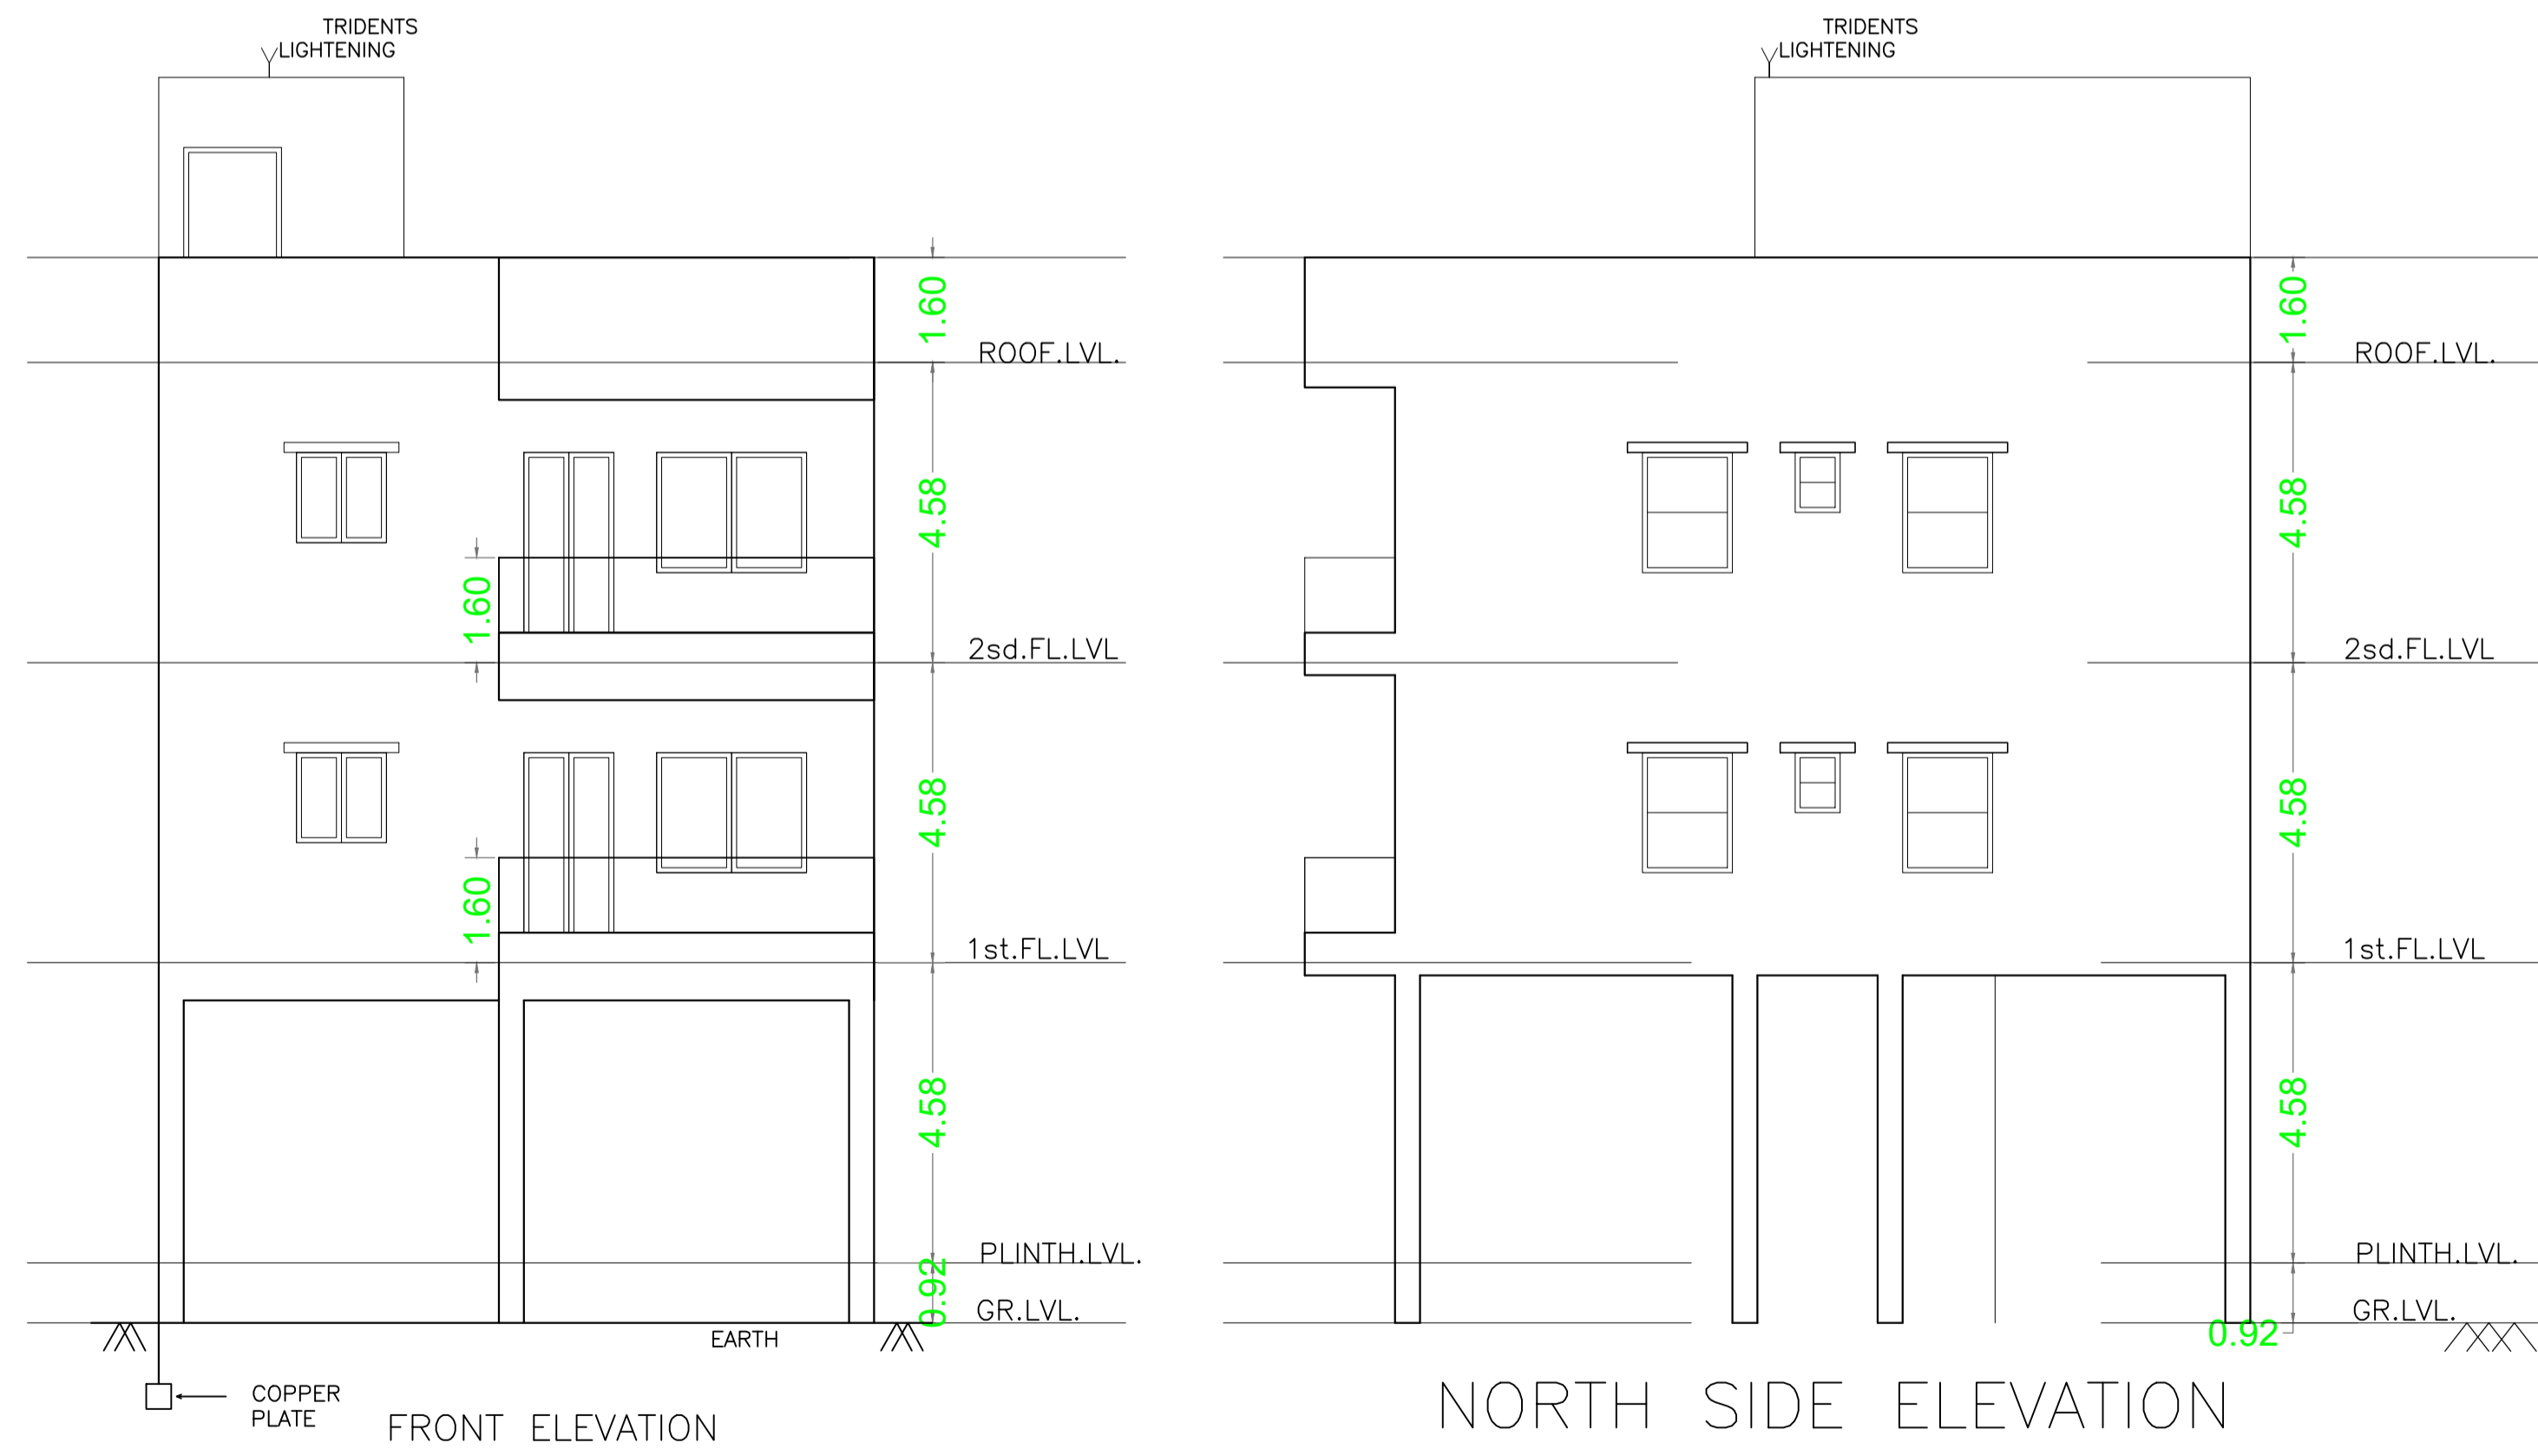 TRIDENTS
LIGHTENING
1.60
ROOF.LVL.
4.58
1.60
2sd.FL.LVL
4.58
1.60
1st.FL.LVL
4.58
PLINTH.LVL.
0.92
GR.LVL.
EARTH
COPPER
PLATE
FRONT ELEVATION
TRIDENTS
LIGHTENING
1.60
ROOF.LVL.
4.58
2sd.FL.LVL
4.58
1st.FL.LVL
4.58
PLINTH.LVL.
GR.LVL.
0.92
NORTH SIDE ELEVATION